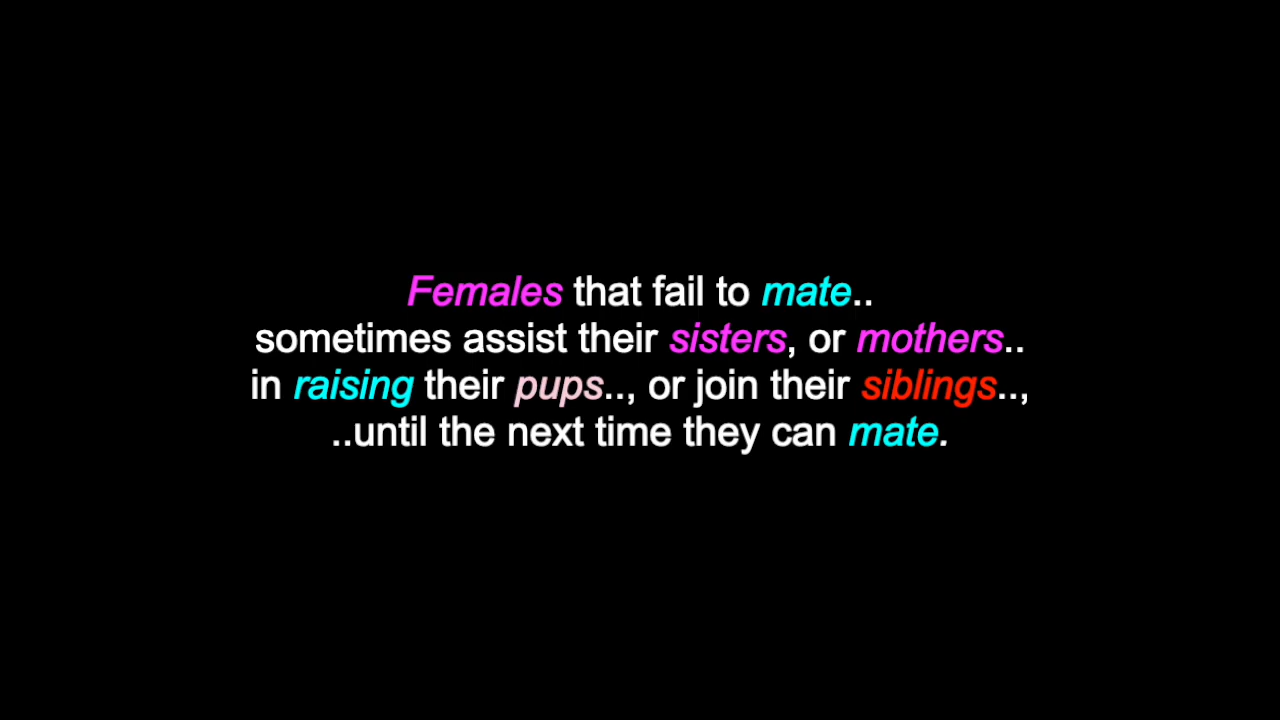 Females that fail to mate..
sometimes assist their sisters, or mothers..
in raising their pups.., or join their siblings..,
..until the next time they can mate.